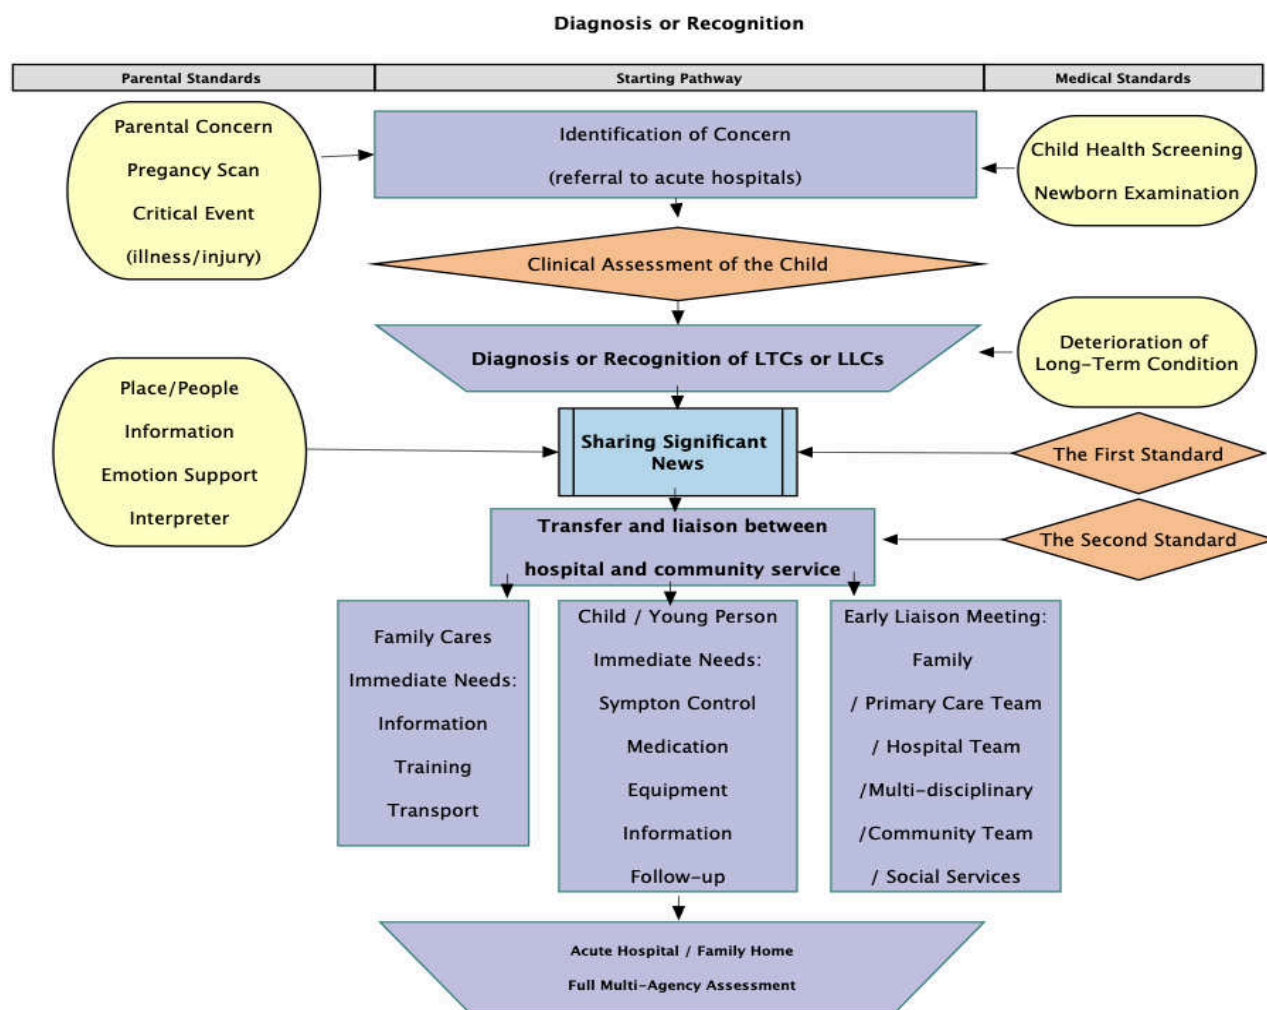 Diagnosis or Recognition
Parental Standards
Starting Pathway
Medical Standards
Parental Concern
Pregancy Scan
Critical Event
(illness/injury)
Identification of Concern
(referral to acute hospitals)
Child Health Screening
Newborn Examination
Clinical Assessment of the Child
Diagnosis or Recognition of LTCs or LLCs
Deterioration of
Long-Term Condition
Place/People
Information
Emotion Support
Interpreter
Sharing Significant
News
The First Standard
Transfer and liaison between
hospital and community service
The Second Standard
Family Cares
Immediate Needs:
Information
Training
Transport
Child / Young Person
Immediate Needs:
Sympton Control
Medication
Equipment
Information
Follow-up
Early Liaison Meeting:
Family
/ Primary Care Team
/ Hospital Team
/Multi-disciplinary
/Community Team
/ Social Services
Acute Hospital / Family Home
Full Multi-Agency Assessment